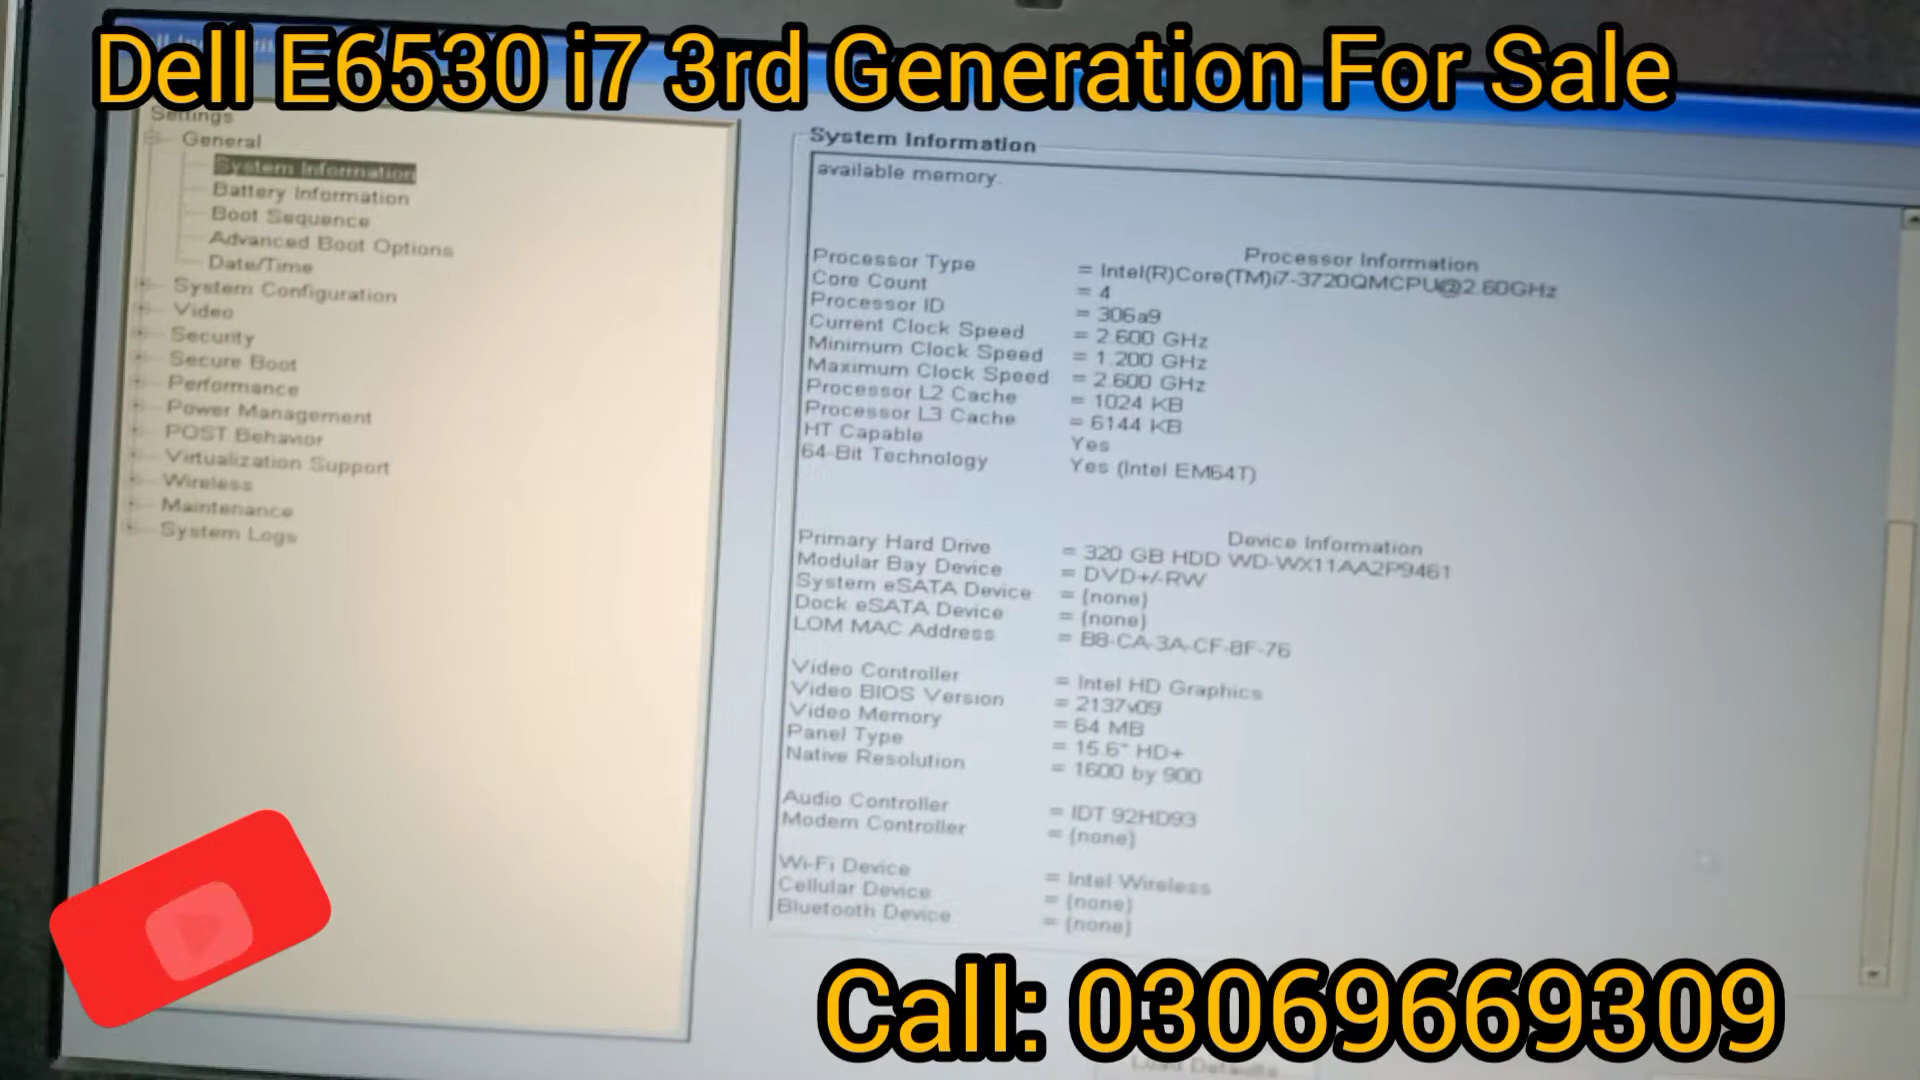 Dell E6530 i7 3rd Generation For Sale
Settings
General
System Information
Battery Information
Boot Sequence
Advanced Boot Options
Date/Time
System Configuration
Video
Security
Secure Boot
Performance
Power Management
POST Behavior
Virtualization Support
Wireless
Maintenance
System Logs
System Information
available memory.
Processor Information
Processor Type = Intel(R)Core(TM)i7-3720QMCPU@2.60GHz
Core Count = 4
Processor ID = 306a9
Current Clock Speed = 2.600 GHz
Minimum Clock Speed = 1.200 GHz
Maximum Clock Speed = 2.600 GHz
Processor L2 Cache = 1024 KB
Processor L3 Cache = 6144 KB
HT Capable Yes
64-Bit Technology Yes (Intel EM64T)
Device Information
Primary Hard Drive = 320 GB HDD WD-WX11AA2P9461
Modular Bay Device = DVD+/-RW
System eSATA Device = {none}
Dock eSATA Device = {none}
LOM MAC Address = B8-CA-3A-CF-8F-76
Video Controller = Intel HD Graphics
Video BIOS Version = 2137v09
Video Memory = 64 MB
Panel Type = 15.6" HD+
Native Resolution = 1600 by 900
Audio Controller = IDT 92HD93
Modem Controller = {none}
Wi-Fi Device = Intel Wireless
Cellular Device = {none}
Bluetooth Device = {none}
Load Defaults
Call: 03069669309